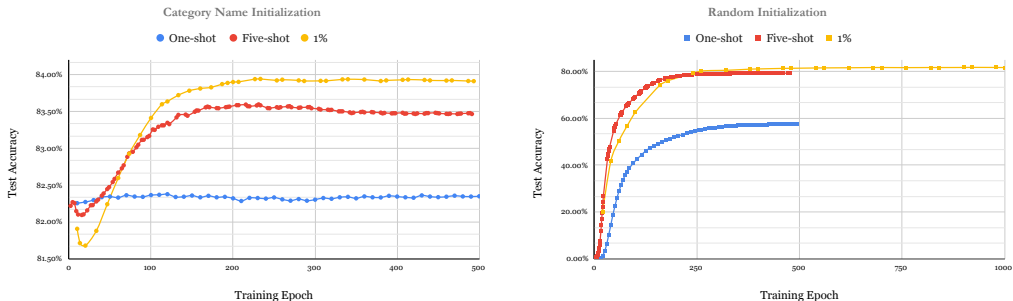 Category Name Initialization
One-shot Five-shot 1%
84.00%
83.50%
83.00%
82.50%
82.00%
81.50%
0 100 200 300 400 500
Test Accuracy
Training Epoch
Random Initialization
One-shot Five-shot 1%
80.00%
60.00%
40.00%
20.00%
0.00%
0 250 500 750 1000
Test Accuracy
Training Epoch